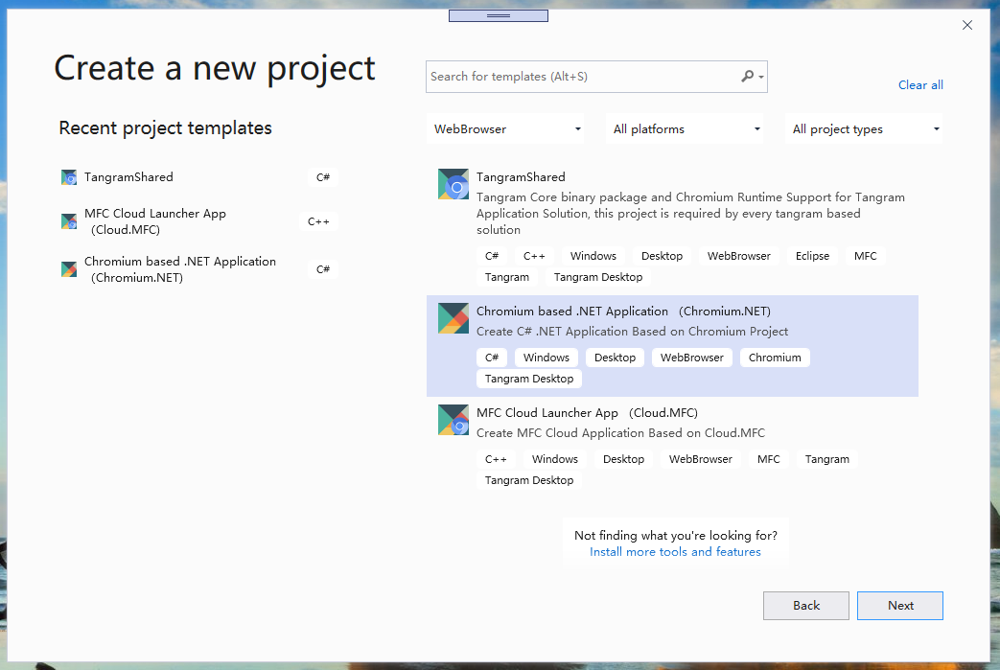 Create a new project
Search for templates (Alt+S)
Clear all
Recent project templates
WebBrowser
All platforms
All project types
TangramShared
C#
MFC Cloud Launcher App
(Cloud.MFC)
C++
Chromium based .NET Application
(Chromium.NET)
C#
TangramShared
Tangram Core binary package and Chromium Runtime Support for Tangram
Application Solution, this project is required by every tangram based
solution
C# C++ Windows Desktop WebBrowser Eclipse MFC
Tangram Tangram Desktop
Chromium based .NET Application (Chromium.NET)
Create C# .NET Application Based on Chromium Project
C# Windows Desktop WebBrowser Chromium
Tangram Desktop
MFC Cloud Launcher App (Cloud.MFC)
Create MFC Cloud Application Based on Cloud.MFC
C++ Windows Desktop WebBrowser MFC Tangram
Tangram Desktop
Not finding what you're looking for?
Install more tools and features
Back
Next